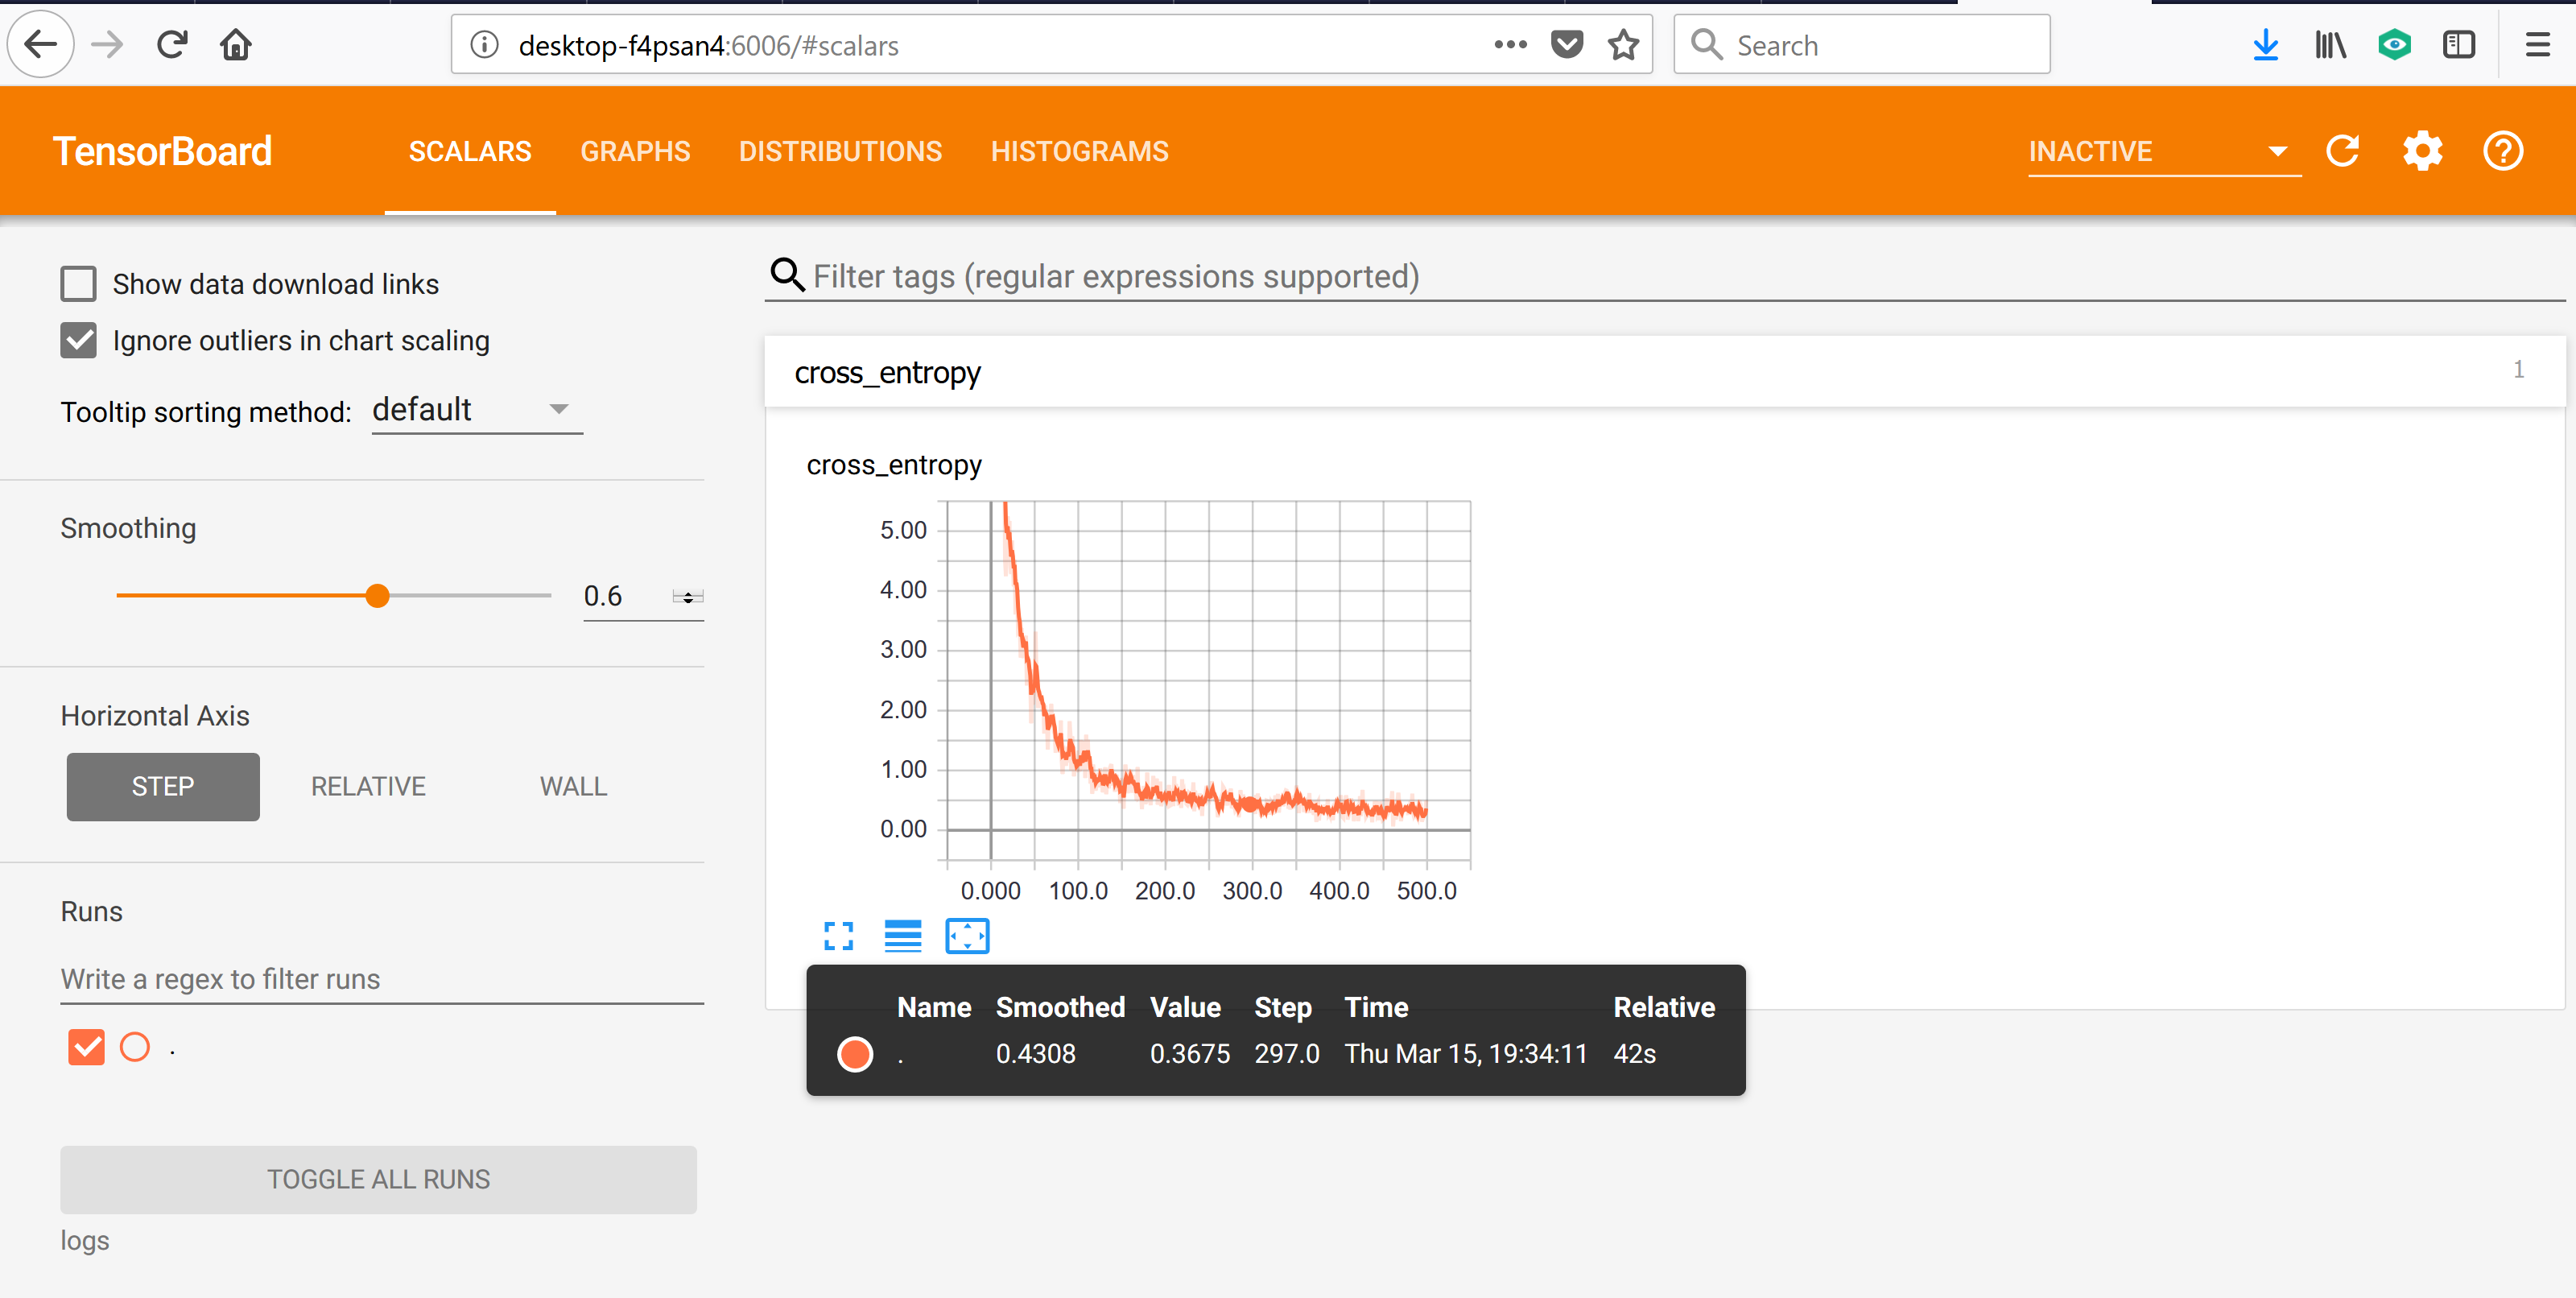 desktop-f4psan4:6006/#scalars
Search
TensorBoard
SCALARS
GRAPHS
DISTRIBUTIONS
HISTOGRAMS
INACTIVE
Show data download links
Ignore outliers in chart scaling
Tooltip sorting method: default
Smoothing
0.6
Horizontal Axis
STEP
RELATIVE
WALL
Runs
Write a regex to filter runs
.
TOGGLE ALL RUNS
logs
Filter tags (regular expressions supported)
cross_entropy
1
cross_entropy
5.00
4.00
3.00
2.00
1.00
0.00
0.000 100.0 200.0 300.0 400.0 500.0
Name Smoothed Value Step Time Relative
. 0.4308 0.3675 297.0 Thu Mar 15, 19:34:11 42s